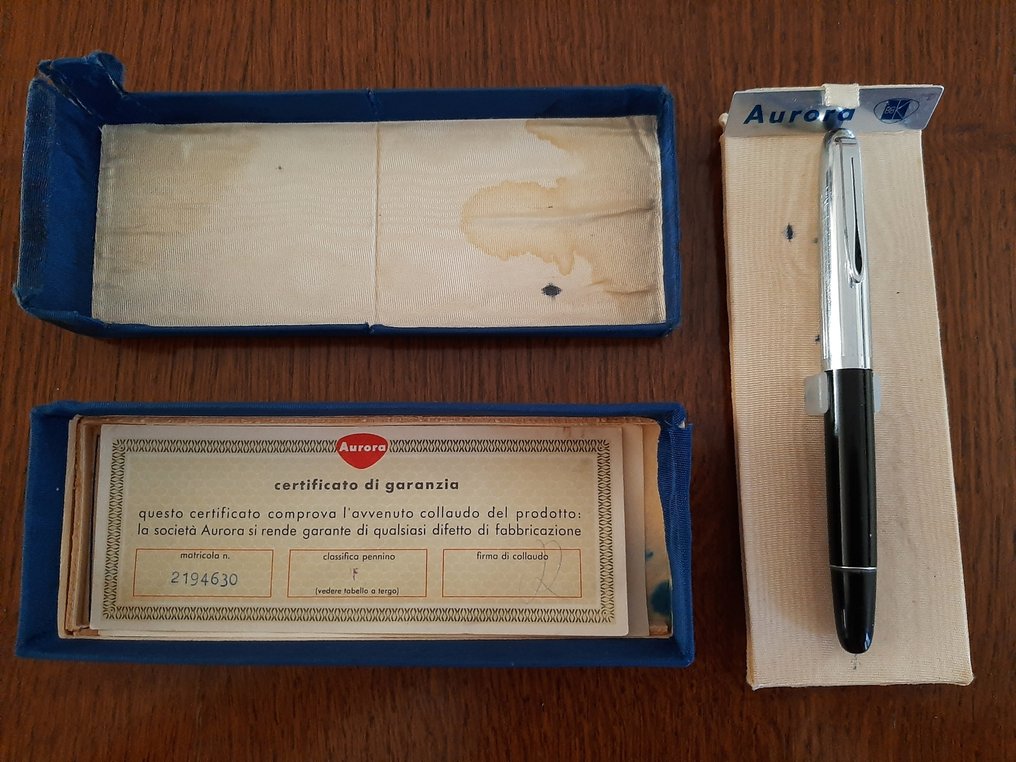 Aurora
Aurora
certificato di garanzia
questo certificato comprova l'avvenuto collaudo del prodotto:
la società Aurora si rende garante di qualsiasi difetto di fabbricazione
matricola n.
2194630
classifica pennino
F
(vedere tabella a tergo)
firma di collaudo